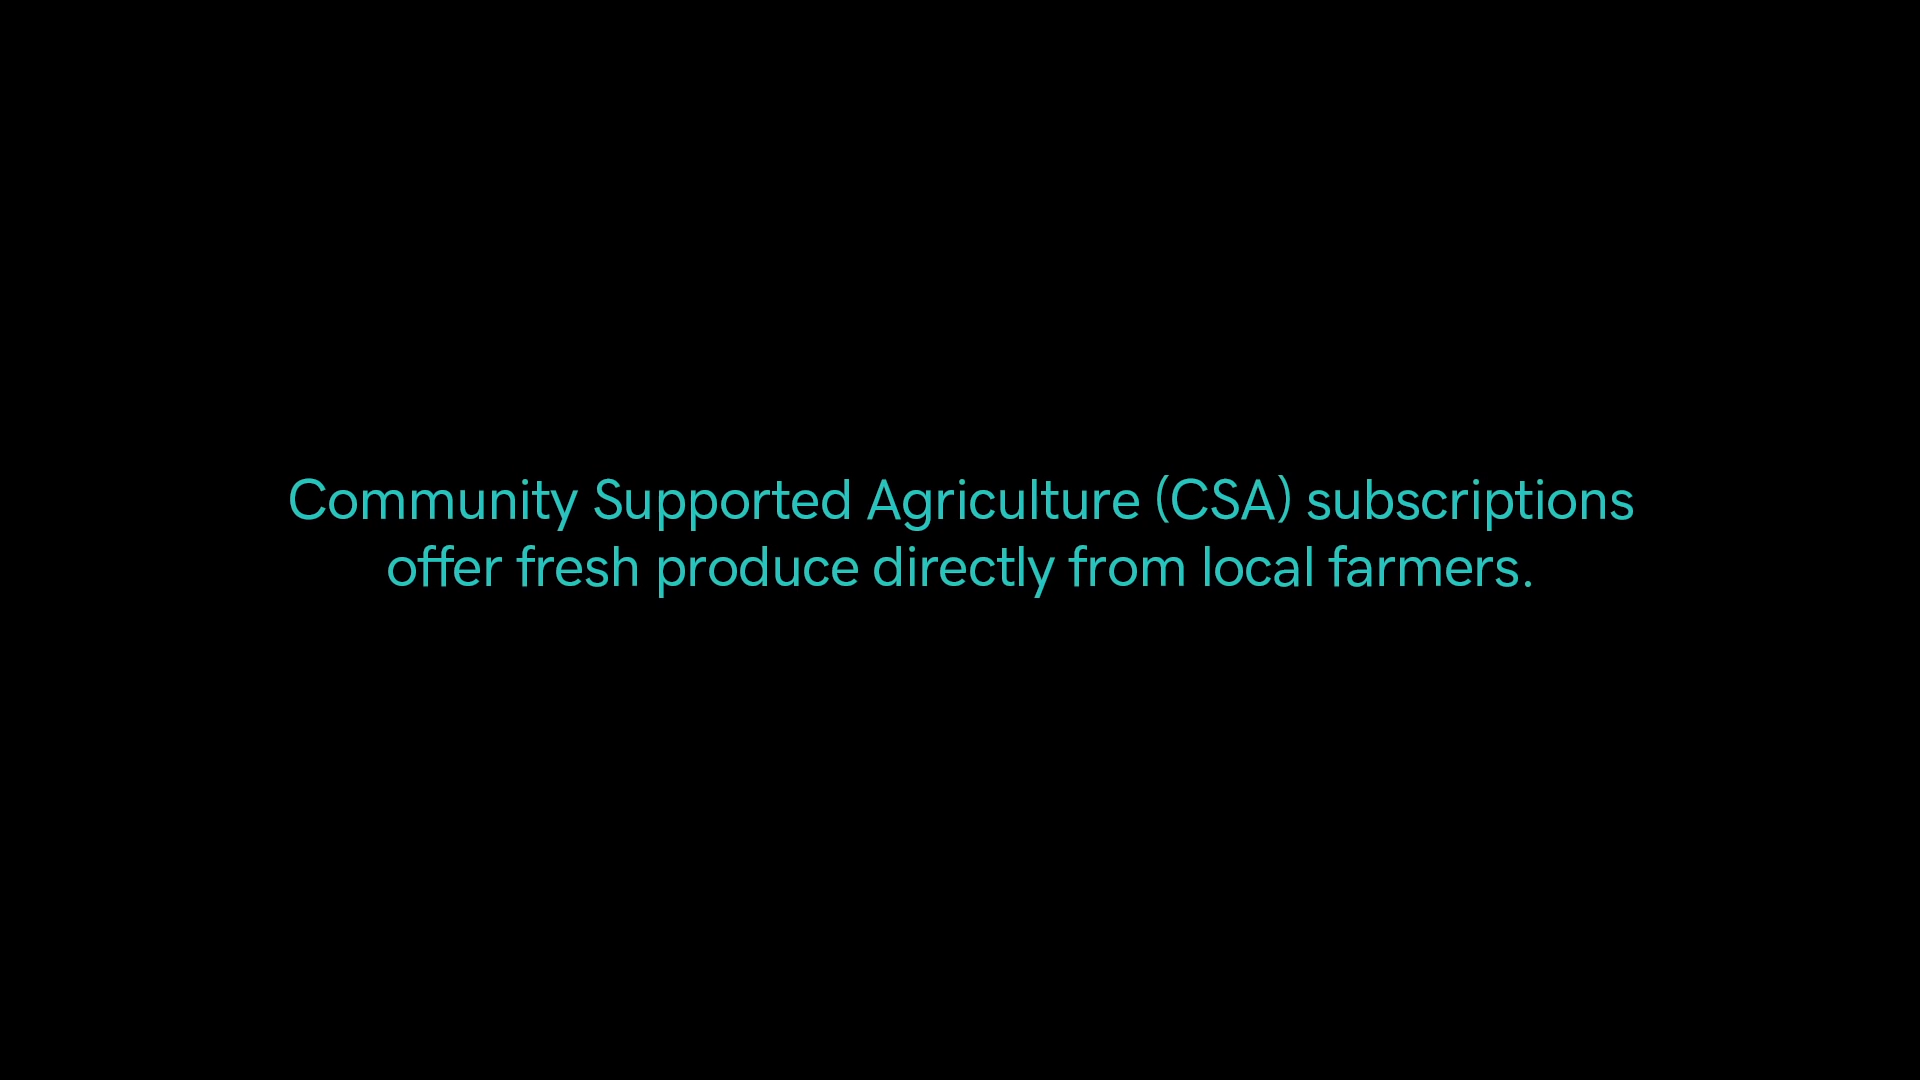 Community Supported Agriculture (CSA) subscriptions
offer fresh produce directly from local farmers.